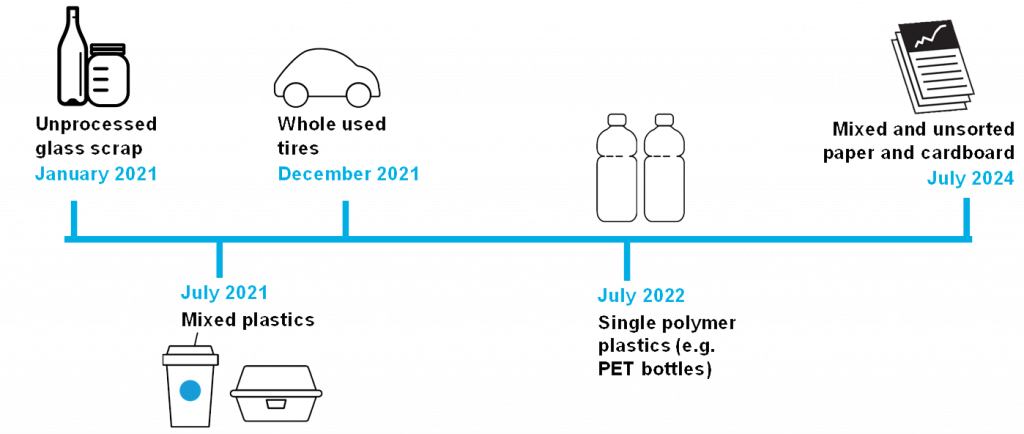 Unprocessed
glass scrap
January 2021
Whole used
tires
December 2021
Mixed and unsorted
paper and cardboard
July 2024
July 2021
Mixed plastics
July 2022
Single polymer
plastics (e.g.
PET bottles)